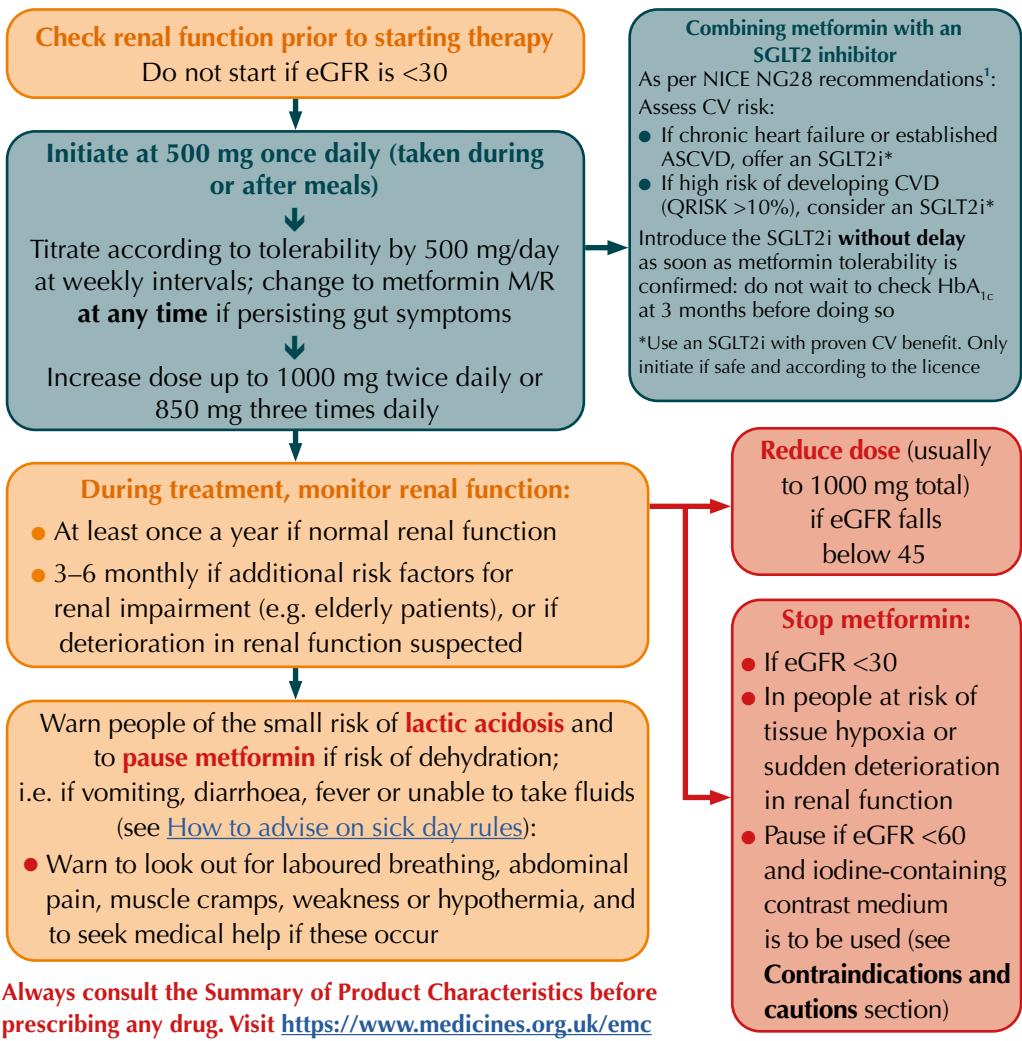 Check renal function prior to starting therapy
Do not start if eGFR is <30
Initiate at 500 mg once daily (taken during
or after meals)
Titrate according to tolerability by 500 mg/day
at weekly intervals; change to metformin M/R
at any time if persisting gut symptoms
Increase dose up to 1000 mg twice daily or
850 mg three times daily
Combining metformin with an
SGLT2 inhibitor
As per NICE NG28 recommendations1:
Assess CV risk:
● If chronic heart failure or established
ASCVD, offer an SGLT2i*
● If high risk of developing CVD
(QRISK >10%), consider an SGLT2i*
Introduce the SGLT2i without delay
as soon as metformin tolerability is
confirmed: do not wait to check HbA1c
at 3 months before doing so
*Use an SGLT2i with proven CV benefit. Only
initiate if safe and according to the licence
During treatment, monitor renal function:
● At least once a year if normal renal function
● 3–6 monthly if additional risk factors for
renal impairment (e.g. elderly patients), or if
deterioration in renal function suspected
Reduce dose (usually
to 1000 mg total)
if eGFR falls
below 45
Stop metformin:
● If eGFR <30
● In people at risk of
tissue hypoxia or
sudden deterioration
in renal function
● Pause if eGFR <60
and iodine-containing
contrast medium
is to be used (see
Contraindications and
cautions section)
Warn people of the small risk of lactic acidosis and
to pause metformin if risk of dehydration;
i.e. if vomiting, diarrhoea, fever or unable to take fluids
(see How to advise on sick day rules):
● Warn to look out for laboured breathing, abdominal
pain, muscle cramps, weakness or hypothermia, and
to seek medical help if these occur
Always consult the Summary of Product Characteristics before
prescribing any drug. Visit https://www.medicines.org.uk/emc